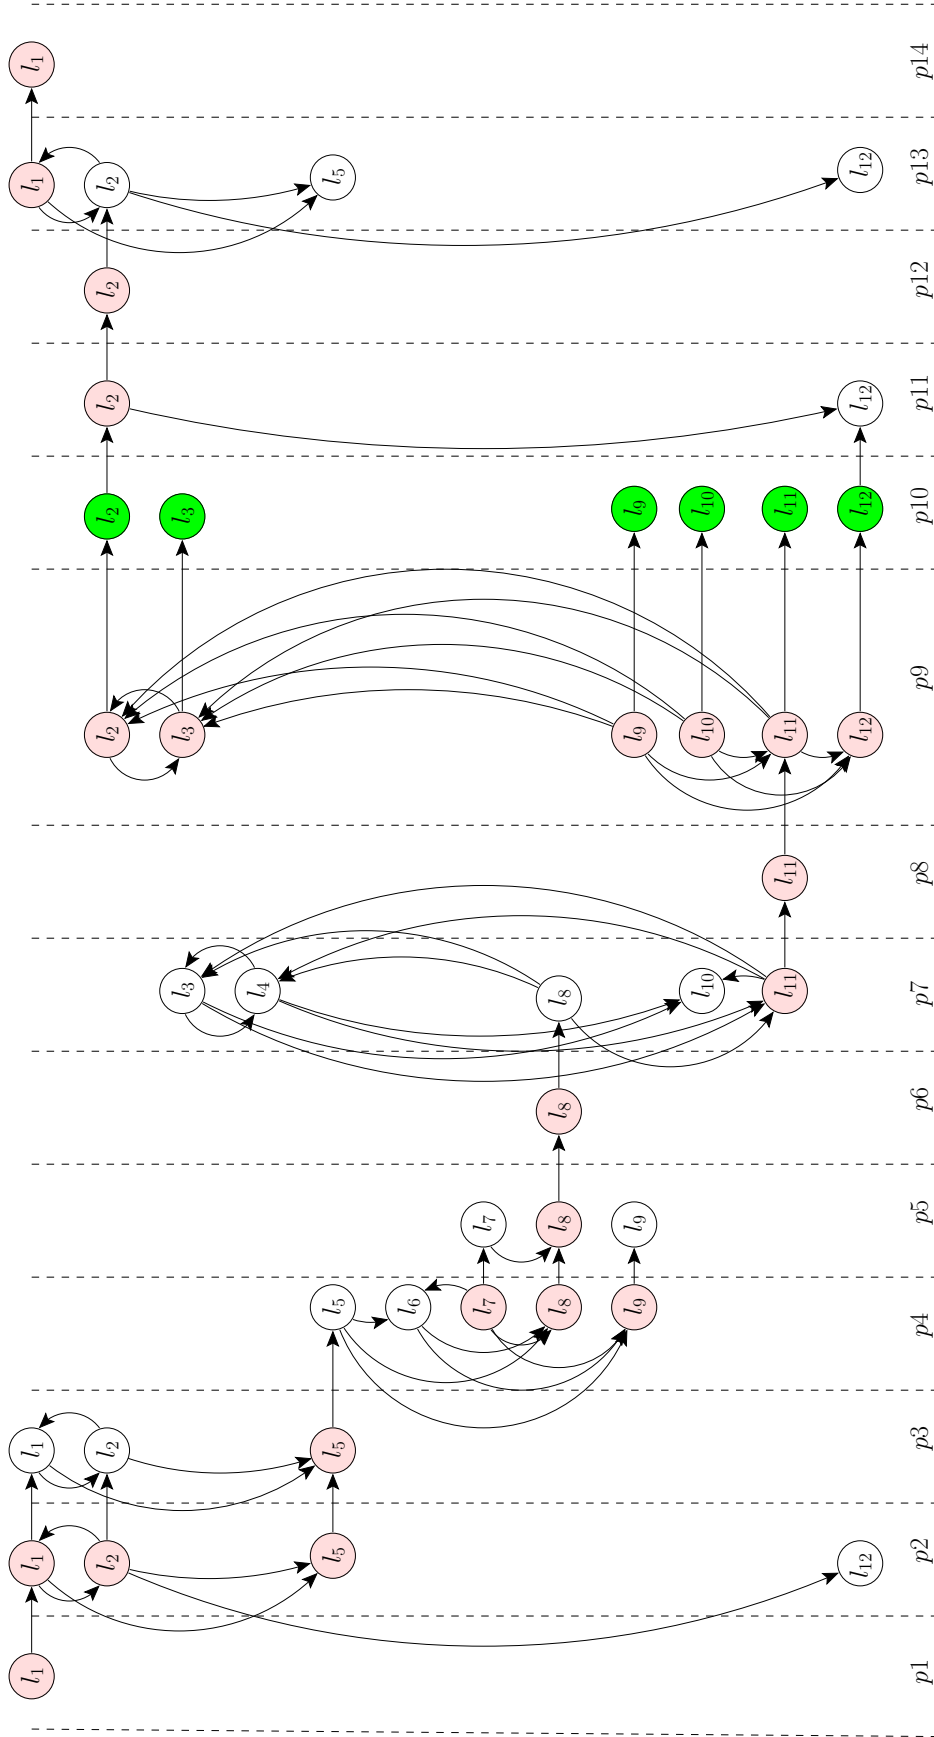 l₁ l₁ l₁ l₁ l₁
l₂ l₂ l₂ l₂ l₂ l₂ l₂
l₃ l₃ l₃
l₄
l₅ l₅ l₅ l₅
l₆
l₇ l₇
l₈ l₈ l₈ l₈
l₉ l₉ l₉ l₉
l₁₀ l₁₀ l₁₀
l₁₁ l₁₁ l₁₁ l₁₁
l₁₂ l₁₂ l₁₂ l₁₂ l₁₂
p1 p2 p3 p4 p5 p6 p7 p8 p9 p10 p11 p12 p13 p14